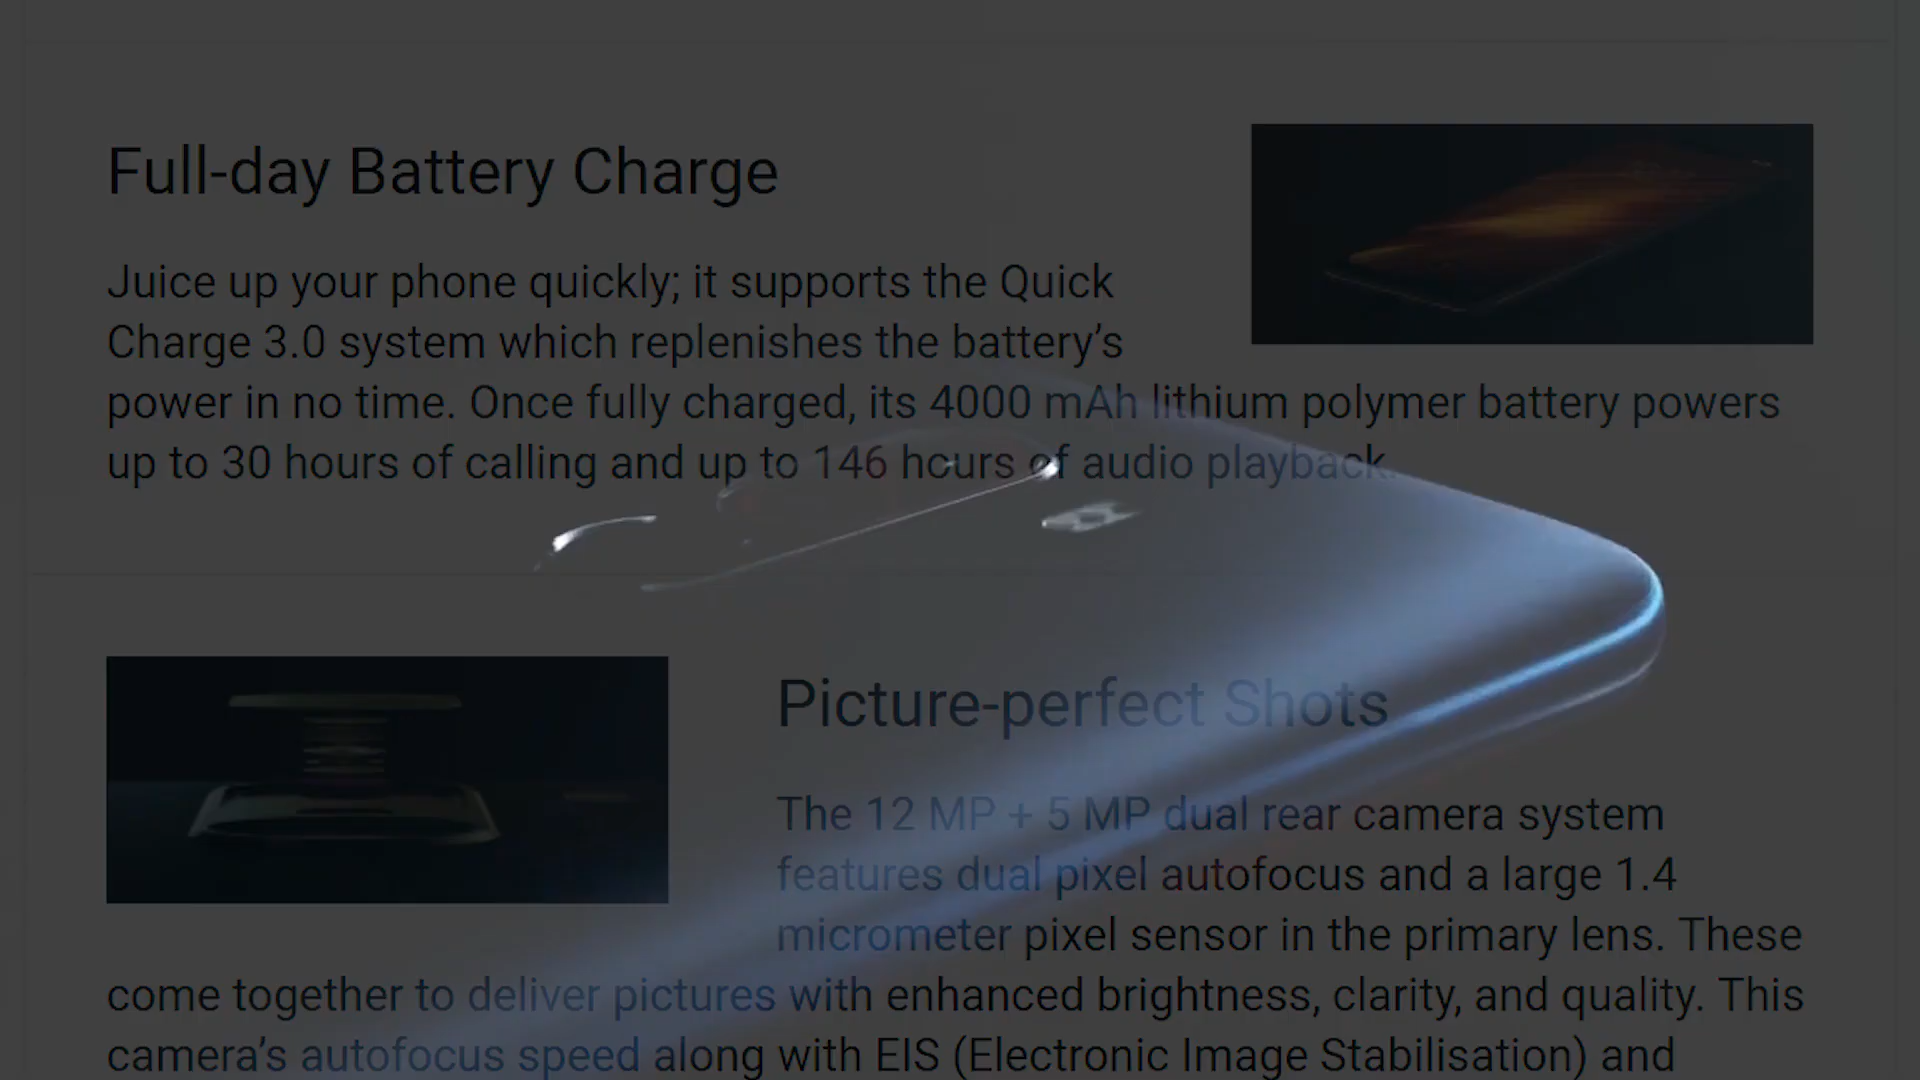 Full-day Battery Charge
Juice up your phone quickly; it supports the Quick
Charge 3.0 system which replenishes the battery’s
power in no time. Once fully charged, its 4000 mAh lithium polymer battery powers
up to 30 hours of calling and up to 146 hours of audio playback.
Picture-perfect Shots
The 12 MP + 5 MP dual rear camera system
features dual pixel autofocus and a large 1.4
micrometer pixel sensor in the primary lens. These
come together to deliver pictures with enhanced brightness, clarity, and quality. This
camera’s autofocus speed along with EIS (Electronic Image Stabilisation) and